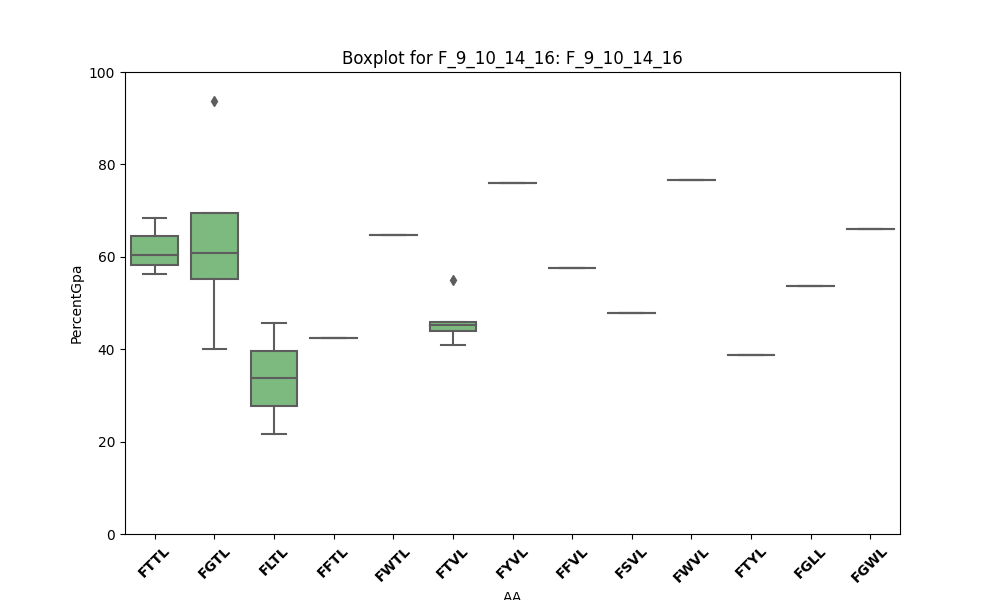 Boxplot for F_9_10_14_16: F_9_10_14_16
100
80
60
40
20
0
PercentGpa
FTTL
FGTL
FLTL
FFTL
FWTL
FTVL
FYVL
FFVL
FSVL
FWVL
FTYL
FGLL
FGWL
AA